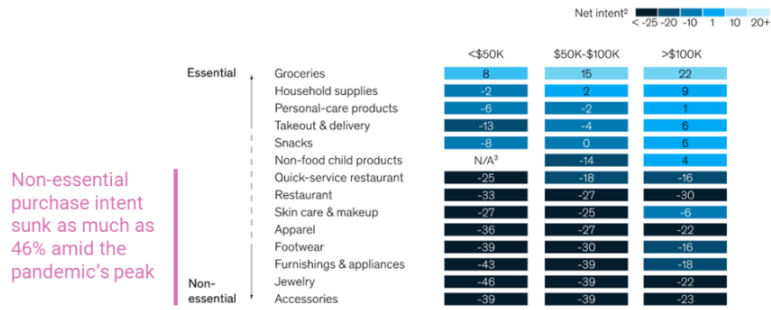 Net intent²
< -25 -20 -10 1 10 20+
<$50K $50K-$100K >$100K
Essential Groceries 8 15 22
Household supplies -2 2 9
Personal-care products -6 -2 1
Takeout & delivery -13 -4 6
Snacks -8 0 6
Non-food child products N/A³ -14 4
Quick-service restaurant -25 -18 -16
Restaurant -33 -27 -30
Skin care & makeup -27 -25 -6
Apparel -36 -27 -22
Footwear -39 -30 -16
Furnishings & appliances -43 -39 -18
Jewelry -46 -39 -22
Accessories -39 -39 -23
Non-
essential
Non-essential
purchase intent
sunk as much as
46% amid the
pandemic's peak